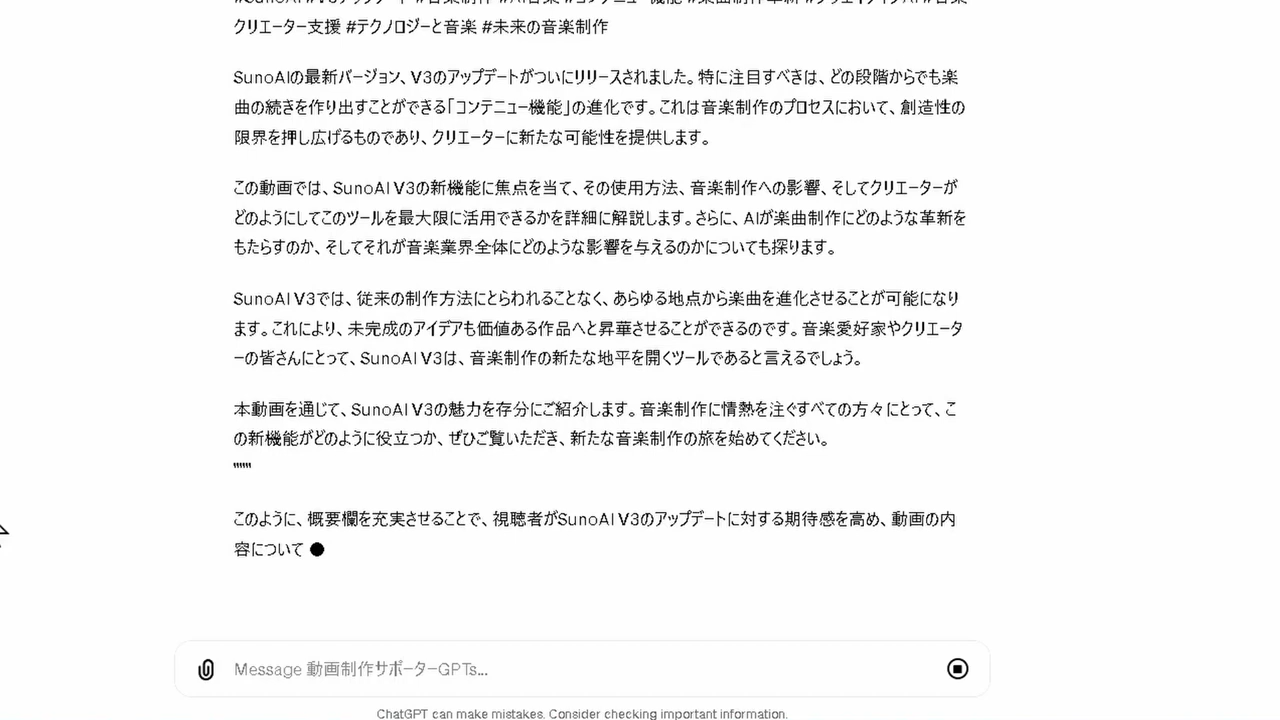 クリエーター支援 #テクノロジーと音楽 #未来の音楽制作
SunoAIの最新バージョン、V3のアップデートがついにリリースされました。特に注目すべきは、どの段階からでも楽
曲の続きを作り出すことができる「コンテニュー機能」の進化です。これは音楽制作のプロセスにおいて、創造性の
限界を押し広げるものであり、クリエーターに新たな可能性を提供します。
この動画では、SunoAI V3の新機能に焦点を当て、その使用方法、音楽制作への影響、そしてクリエーターが
どのようにしてこのツールを最大限に活用できるかを詳細に解説します。さらに、AIが楽曲制作にどのような革新を
もたらすのか、そしてそれが音楽業界全体にどのような影響を与えるのかについても探ります。
SunoAI V3では、従来の制作方法にとらわれることなく、あらゆる地点から楽曲を進化させることが可能になり
ます。これにより、未完成のアイデアも価値ある作品へと昇華させることができるのです。音楽愛好家やクリエータ
ーの皆さんにとって、SunoAI V3は、音楽制作の新たな地平を開くツールであると言えるでしょう。
本動画を通じて、SunoAI V3の魅力を存分にご紹介します。音楽制作に情熱を注ぐすべての方々にとって、こ
の新機能がどのように役立つか、ぜひご覧いただき、新たな音楽制作の旅を始めてください。
"""
このように、概要欄を充実させることで、視聴者がSunoAI V3のアップデートに対する期待感を高め、動画の内
容について
Message 動画制作サポーターGPTs...
ChatGPT can make mistakes. Consider checking important information.